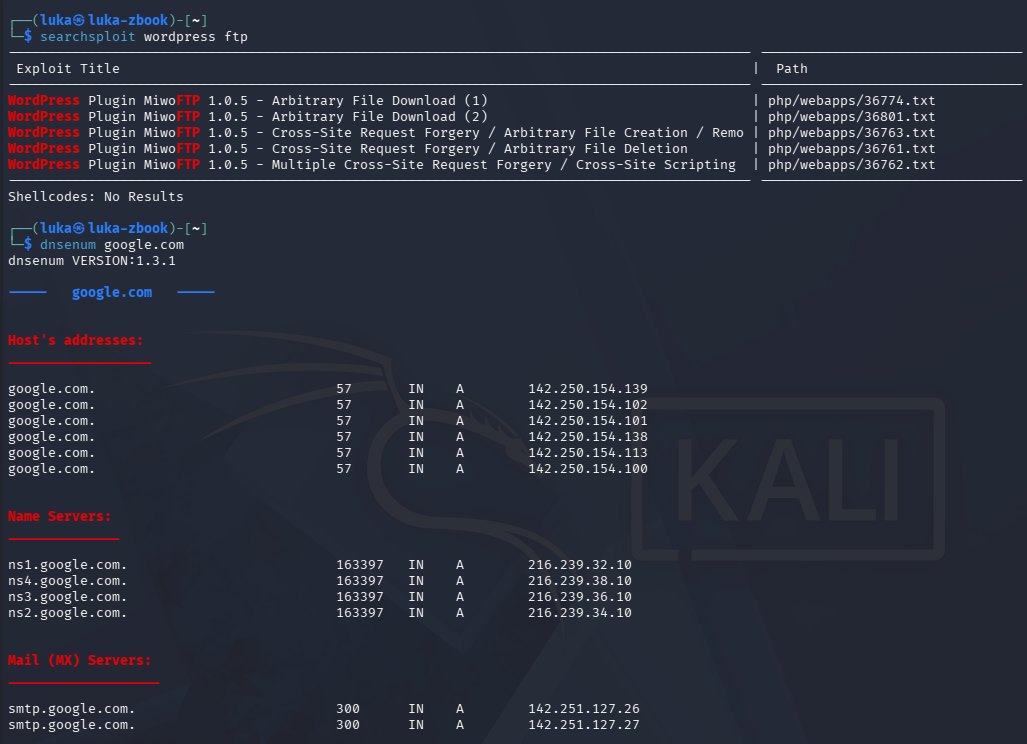 ┌──(luka㉿luka-zbook)-[~]
└─$ searchsploit wordpress ftp
Exploit Title | Path
WordPress Plugin MiwoFTP 1.0.5 - Arbitrary File Download (1) | php/webapps/36774.txt
WordPress Plugin MiwoFTP 1.0.5 - Arbitrary File Download (2) | php/webapps/36801.txt
WordPress Plugin MiwoFTP 1.0.5 - Cross-Site Request Forgery / Arbitrary File Creation / Remo | php/webapps/36763.txt
WordPress Plugin MiwoFTP 1.0.5 - Cross-Site Request Forgery / Arbitrary File Deletion | php/webapps/36761.txt
WordPress Plugin MiwoFTP 1.0.5 - Multiple Cross-Site Request Forgery / Cross-Site Scripting | php/webapps/36762.txt
Shellcodes: No Results
┌──(luka㉿luka-zbook)-[~]
└─$ dnsenum google.com
dnsenum VERSION:1.3.1
----- google.com -----
Host's addresses:
google.com. 57 IN A 142.250.154.139
google.com. 57 IN A 142.250.154.102
google.com. 57 IN A 142.250.154.101
google.com. 57 IN A 142.250.154.138
google.com. 57 IN A 142.250.154.113
google.com. 57 IN A 142.250.154.100
KALI
Name Servers:
ns1.google.com. 163397 IN A 216.239.32.10
ns4.google.com. 163397 IN A 216.239.38.10
ns3.google.com. 163397 IN A 216.239.36.10
ns2.google.com. 163397 IN A 216.239.34.10
Mail (MX) Servers:
smtp.google.com. 300 IN A 142.251.127.26
smtp.google.com. 300 IN A 142.251.127.27